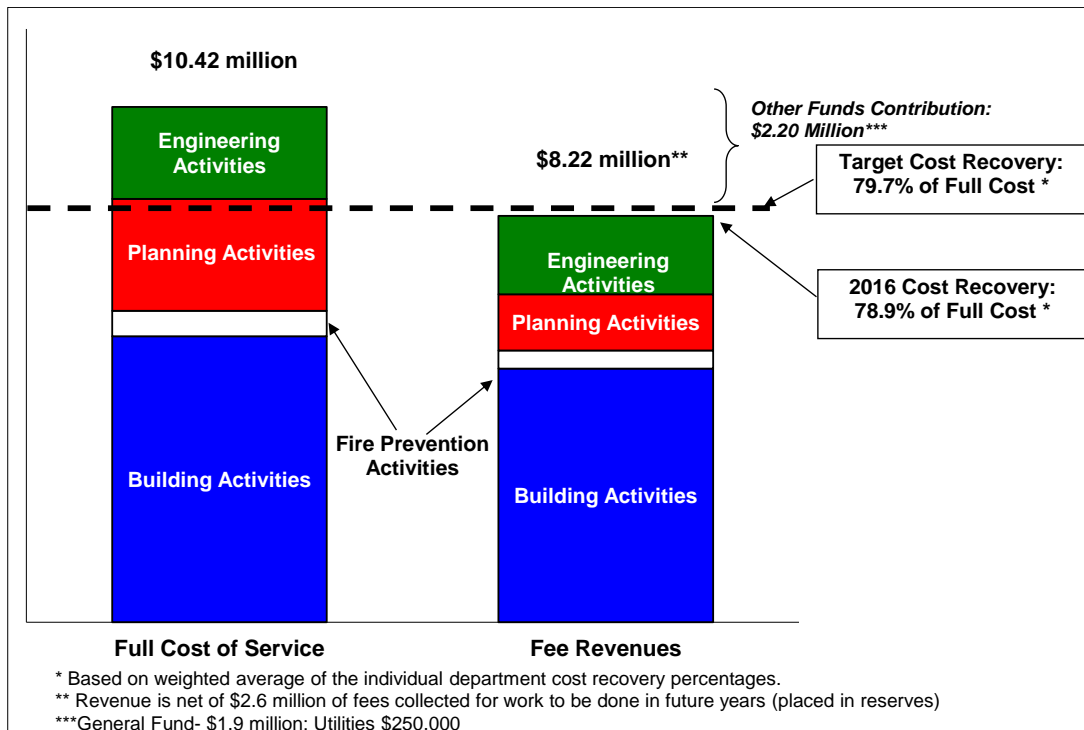 $10.42 million
Engineering
Activities
Planning Activities
Building Activities
Other Funds Contribution:
$2.20 Million***
$8.22 million**
Target Cost Recovery:
79.7% of Full Cost *
2016 Cost Recovery:
78.9% of Full Cost *
Engineering
Activities
Planning Activities
Fire Prevention
Activities
Building Activities
Full Cost of Service
Fee Revenues
* Based on weighted average of the individual department cost recovery percentages.
** Revenue is net of $2.6 million of fees collected for work to be done in future years (placed in reserves)
***General Fund- $1.9 million; Utilities $250,000